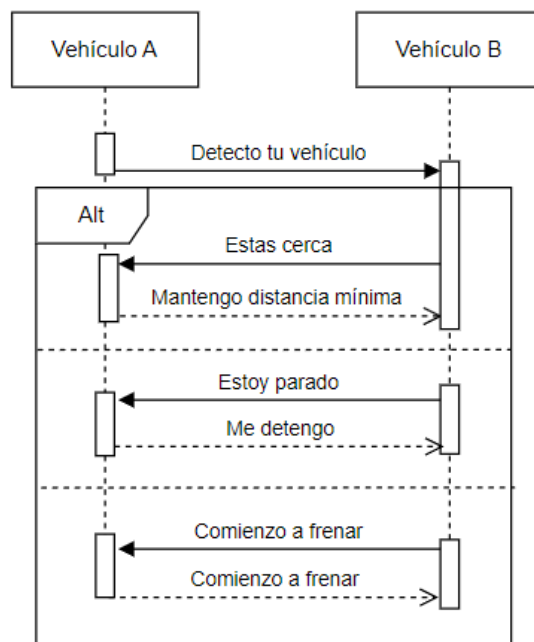 Vehículo A
Vehículo B
Detecto tu vehículo
Alt
Estas cerca
Mantengo distancia mínima
Estoy parado
Me detengo
Comienzo a frenar
Comienzo a frenar